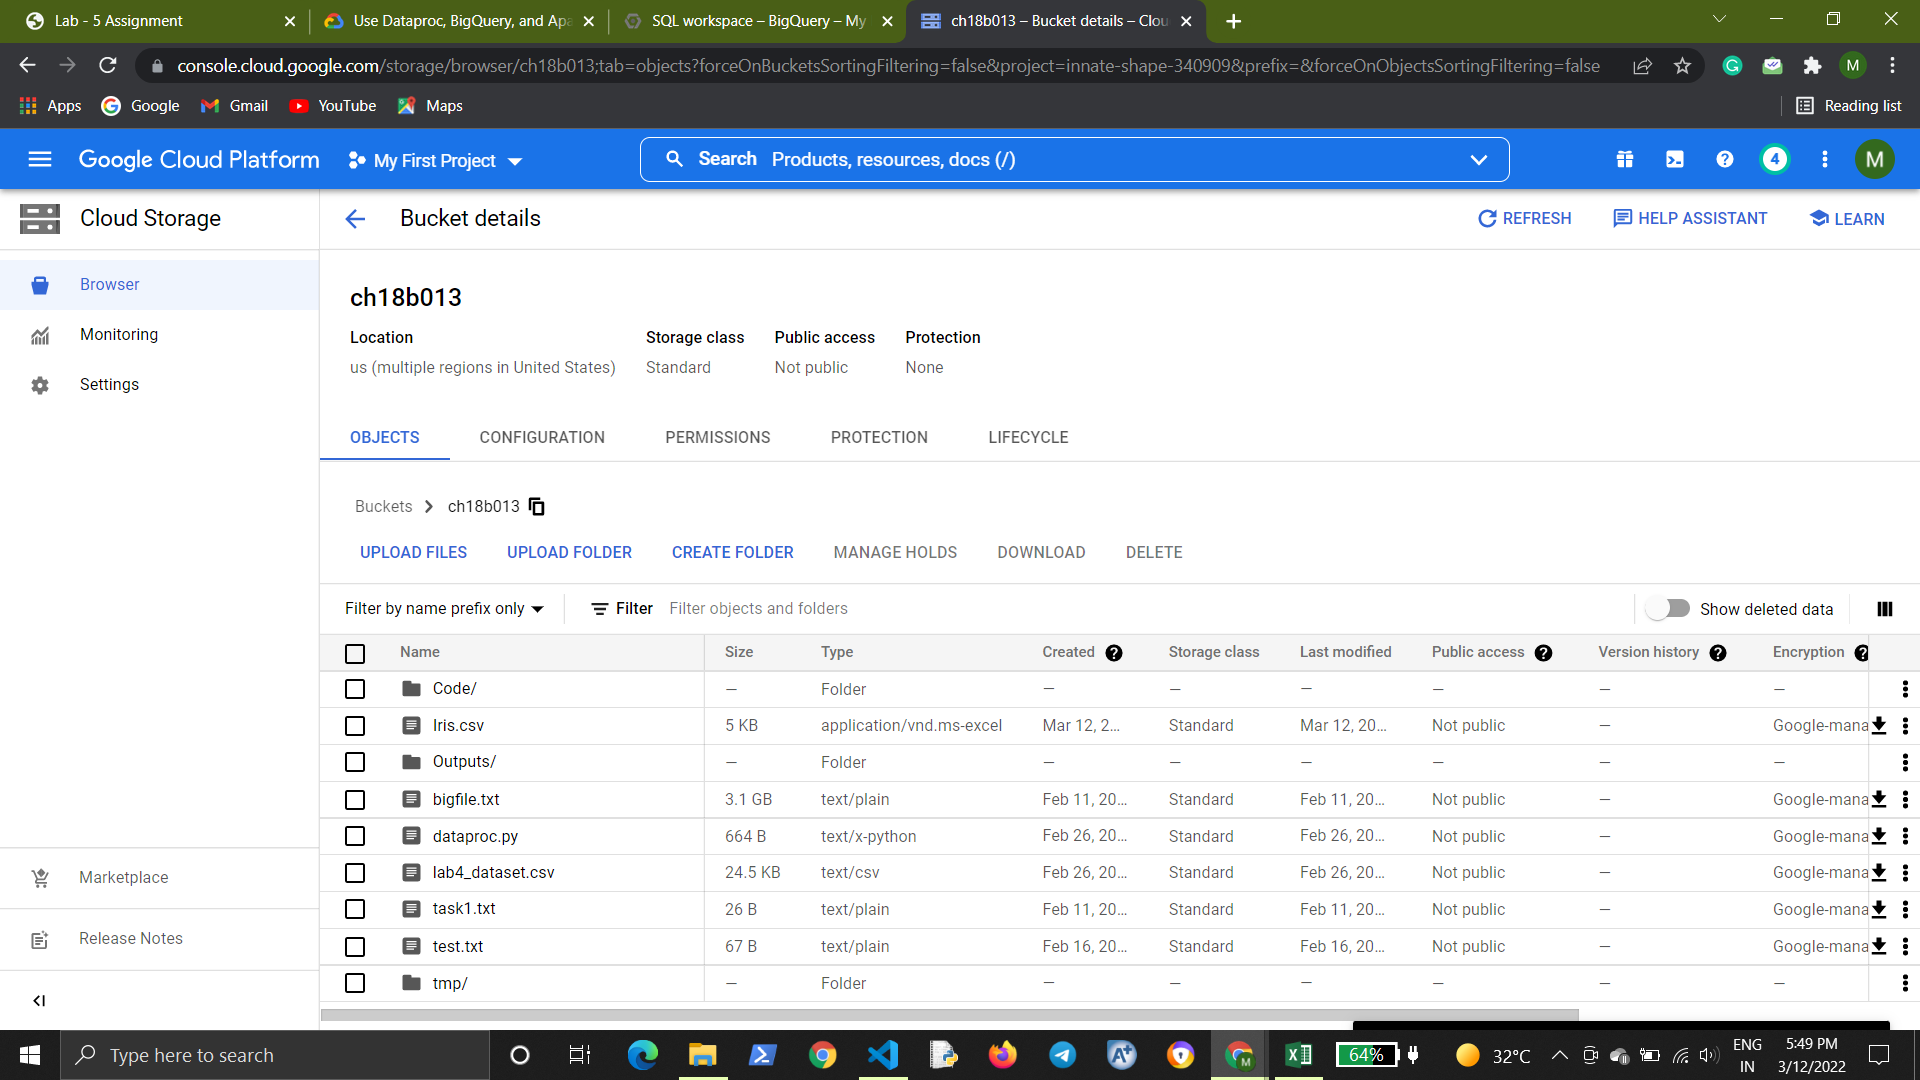 Lab - 5 Assignment
Use Dataproc, BigQuery, and Apa
SQL workspace – BigQuery – My
ch18b013 – Bucket details – Clou
console.cloud.google.com/storage/browser/ch18b013;tab=objects?forceOnBucketsSortingFiltering=false&project=innate-shape-340909&prefix=&forceOnObjectsSortingFiltering=false
M
Apps Google Gmail YouTube Maps Reading list
Google Cloud Platform My First Project Search Products, resources, docs (/) 4 M
Cloud Storage
Bucket details REFRESH HELP ASSISTANT LEARN
Browser
Monitoring
Settings
Marketplace
Release Notes
ch18b013
Location Storage class Public access Protection
us (multiple regions in United States) Standard Not public None
OBJECTS CONFIGURATION PERMISSIONS PROTECTION LIFECYCLE
Buckets ch18b013
UPLOAD FILES UPLOAD FOLDER CREATE FOLDER MANAGE HOLDS DOWNLOAD DELETE
Filter by name prefix only Filter Filter objects and folders Show deleted data
Name Size Type Created Storage class Last modified Public access Version history Encryption
Code/ — Folder — — — — — —
Iris.csv 5 KB application/vnd.ms-excel Mar 12, 2... Standard Mar 12, 20... Not public — Google-mana
Outputs/ — Folder — — — — — —
bigfile.txt 3.1 GB text/plain Feb 11, 20... Standard Feb 11, 20... Not public — Google-mana
dataproc.py 664 B text/x-python Feb 26, 20... Standard Feb 26, 20... Not public — Google-mana
lab4_dataset.csv 24.5 KB text/csv Feb 26, 20... Standard Feb 26, 20... Not public — Google-mana
task1.txt 26 B text/plain Feb 11, 20... Standard Feb 11, 20... Not public — Google-mana
test.txt 67 B text/plain Feb 16, 20... Standard Feb 16, 20... Not public — Google-mana
tmp/ — Folder — — — — — —
Type here to search
64%
32°C
ENG
IN
5:49 PM
3/12/2022